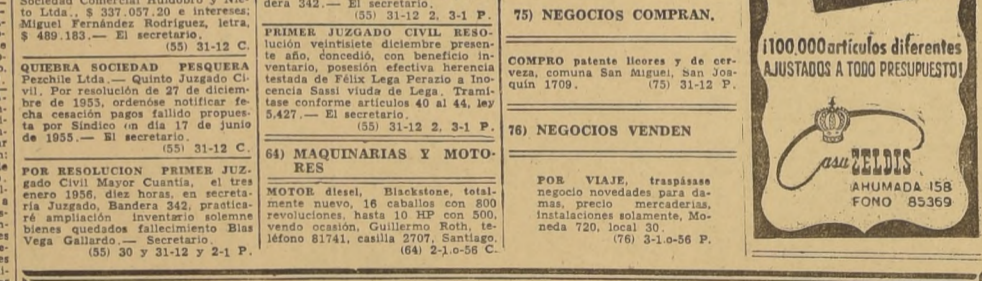 Sociedad Comercial Huidobro y Nie-
to Ltda., $ 337.057.20 e intereses;
Miguel Fernández Rodríguez, letra,
$ 489.183.— El secretario.
(55) 31-12 C.
QUIEBRA SOCIEDAD PESQUERA
Pezchile Ltda.— Quinto Juzgado Ci-
vil. Por resolución de 27 de diciem-
bre de 1955, ordenóse notificar fe-
cha cesación pagos fallido propues-
ta por Síndico en día 17 de junio
de 1955.— El secretario.
(55) 31-12 C.
POR RESOLUCION PRIMER JUZ-
gado Civil Mayor Cuantía, el tres
enero 1956, diez horas, en secreta-
ría Juzgado, Bandera 342, practica-
ré ampliación inventario solemne
bienes quedados fallecimiento Blas
Vega Gallardo.— Secretario.
(55) 30 y 31-12 y 2-1 P.
dera 342.— El secretario.
(55) 31-12 2, 3-1 P.
PRIMER JUZGADO CIVIL RESO-
lución veintisiete diciembre presen-
te año, concedió, con beneficio in-
ventario, posesión efectiva herencia
testada de Félix Lega Perazio a Ino-
cencia Sassi viuda de Lega. Tramí-
tase conforme artículos 40 al 44, ley
5.427.— El secretario.
(55) 31-12 2, 3-1 P.
64) MAQUINARIAS Y MOTO-
RES
MOTOR diesel, Blackstone, total-
mente nuevo, 16 caballos con 800
revoluciones, hasta 10 HP con 500,
vendo ocasión, Guillermo Roth, te-
léfono 81741, casilla 2707, Santiago.
(64) 2-1.o-56 C.
75) NEGOCIOS COMPRAN.
COMPRO patente licores y de cer-
veza, comuna San Miguel, San Joa-
quín 1709. (75) 31-12 P.
76) NEGOCIOS VENDEN
POR VIAJE, traspásase
negocio novedades para da-
mas, precio mercaderías,
instalaciones solamente, Mo-
neda 720, local 30.
(76) 3-1.o-56 P.
¡100,000 artículos diferentes
AJUSTADOS A TODO PRESUPUESTO!
Casa ZELDIS
AHUMADA 158
FONO 85369